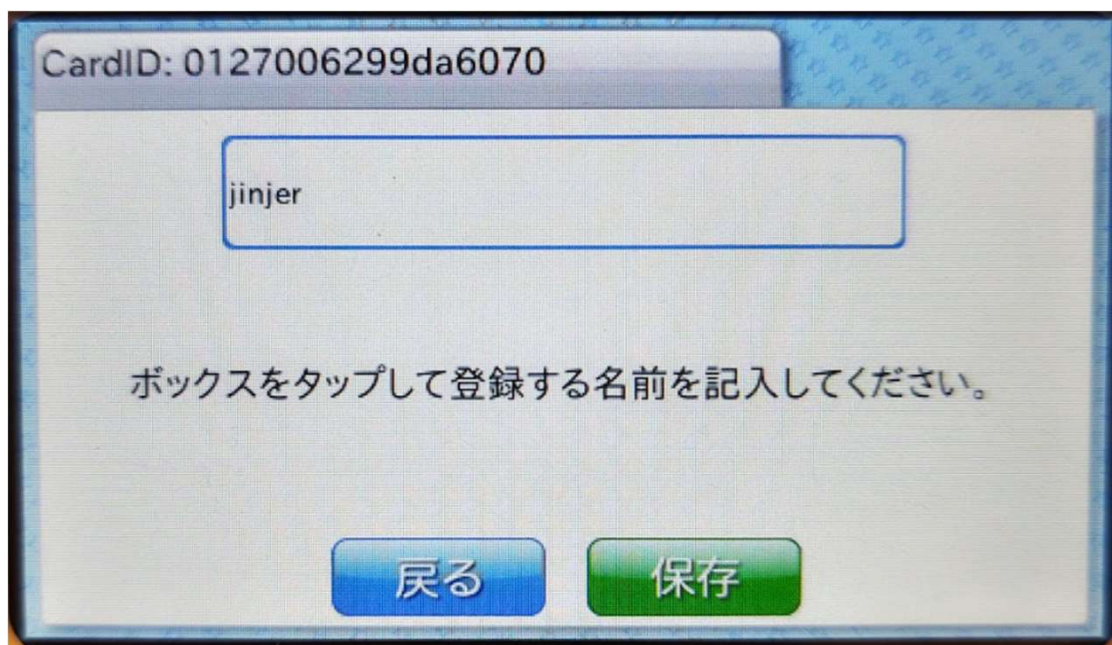 CardID: 0127006299da6070
jinjer
ボックスをタップして登録する名前を記入してください。
戻る
保存